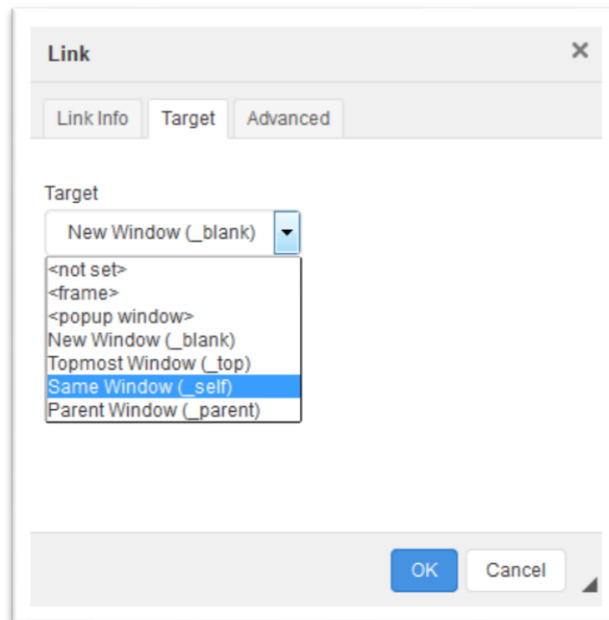 Link
Link Info Target Advanced
Target
New Window (_blank)
<not set>
<frame>
<popup window>
New Window (_blank)
Topmost Window (_top)
Same Window (_self)
Parent Window (_parent)
OK Cancel